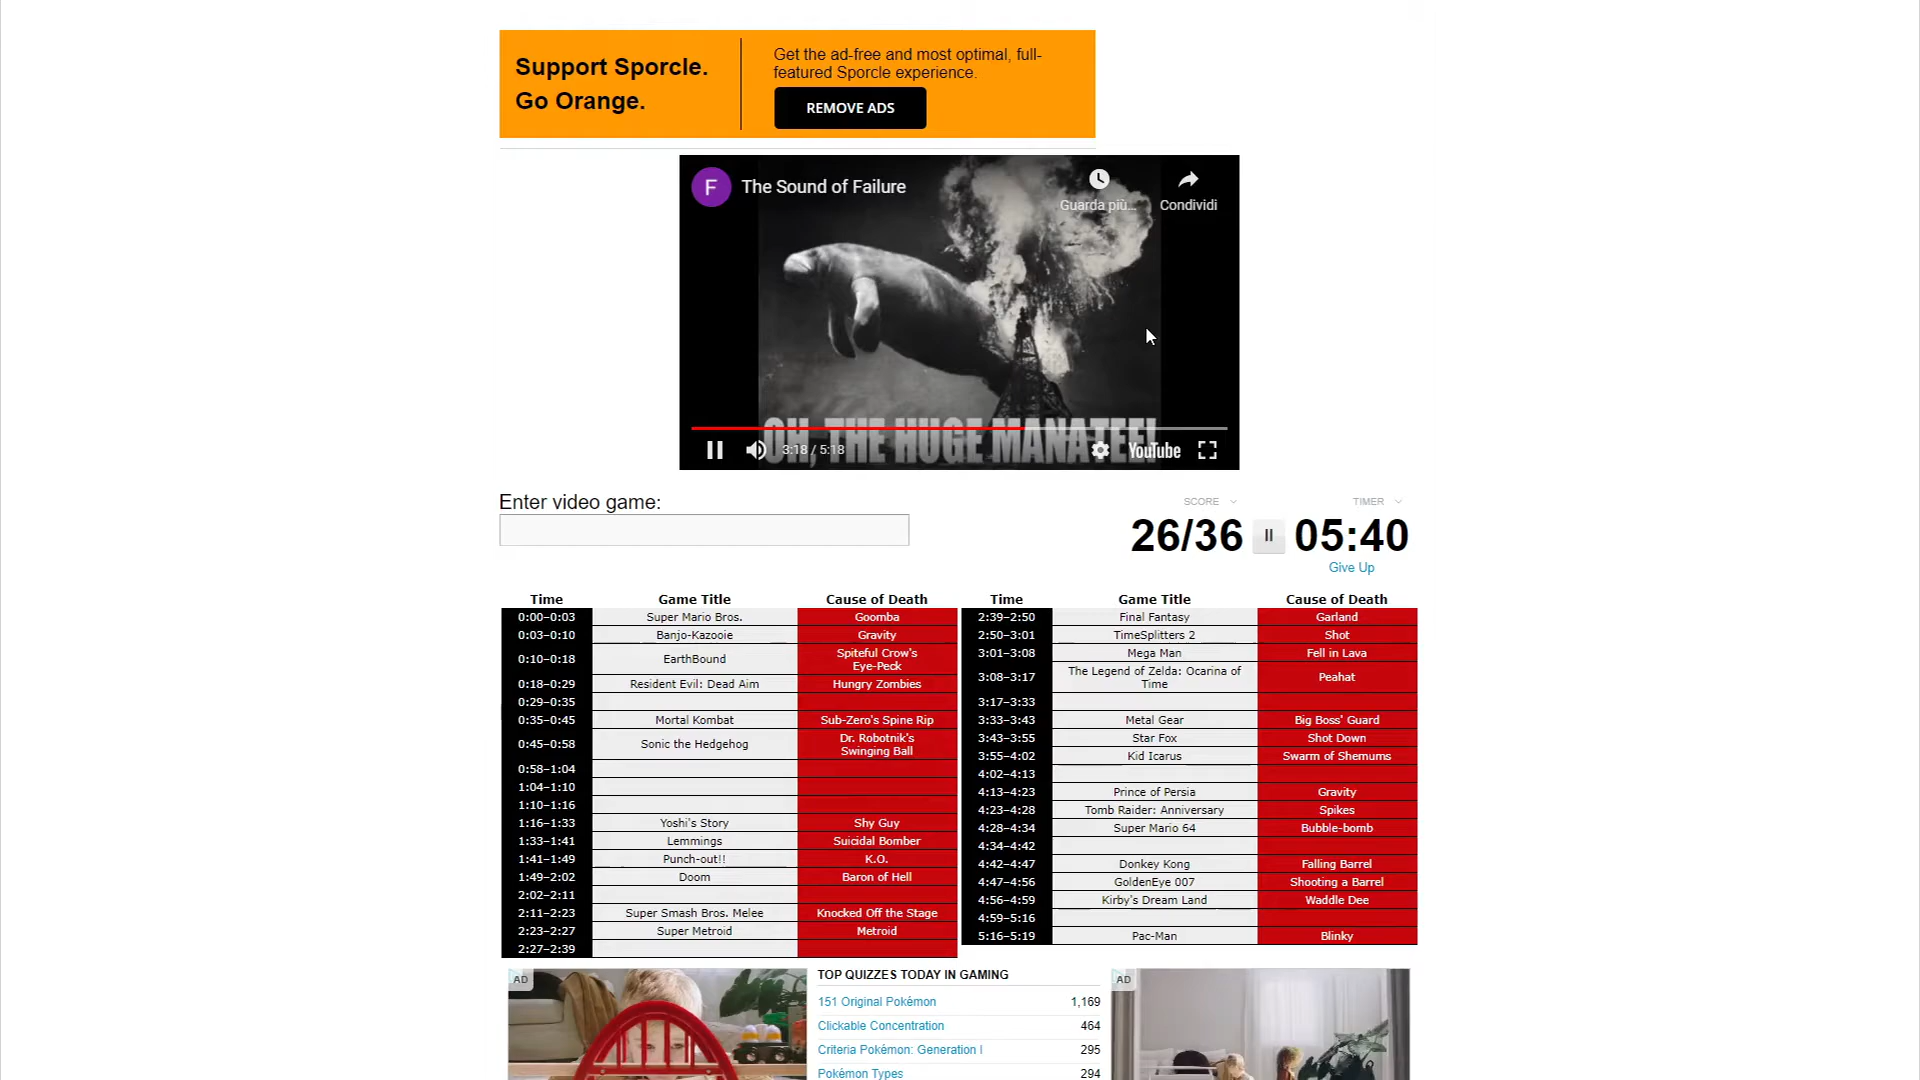 Support Sporcle.
Go Orange.
Get the ad-free and most optimal, full-
featured Sporcle experience.
REMOVE ADS
F
The Sound of Failure
Guarda più...
Condividi
OH, THE HUGE MANATEE!
3:18 / 5:18
YouTube
Enter video game:
SCORE
TIMER
26/36
05:40
Give Up
Time Game Title Cause of Death
0:00–0:03 Super Mario Bros. Goomba
0:03–0:10 Banjo-Kazooie Gravity
0:10–0:18 EarthBound Spiteful Crow's
Eye-Peck
0:18–0:29 Resident Evil: Dead Aim Hungry Zombies
0:29–0:35
0:35–0:45 Mortal Kombat Sub-Zero's Spine Rip
0:45–0:58 Sonic the Hedgehog Dr. Robotnik's
Swinging Ball
0:58–1:04
1:04–1:10
1:10–1:16
1:16–1:33 Yoshi's Story Shy Guy
1:33–1:41 Lemmings Suicidal Bomber
1:41–1:49 Punch-out!! K.O.
1:49–2:02 Doom Baron of Hell
2:02–2:11
2:11–2:23 Super Smash Bros. Melee Knocked Off the Stage
2:23–2:27 Super Metroid Metroid
2:27–2:39
Time Game Title Cause of Death
2:39–2:50 Final Fantasy Garland
2:50–3:01 TimeSplitters 2 Shot
3:01–3:08 Mega Man Fell in Lava
3:08–3:17 The Legend of Zelda: Ocarina of
Time Peahat
3:17–3:33
3:33–3:43 Metal Gear Big Boss' Guard
3:43–3:55 Star Fox Shot Down
3:55–4:02 Kid Icarus Swarm of Shemums
4:02–4:13
4:13–4:23 Prince of Persia Gravity
4:23–4:28 Tomb Raider: Anniversary Spikes
4:28–4:34 Super Mario 64 Bubble-bomb
4:34–4:42
4:42–4:47 Donkey Kong Falling Barrel
4:47–4:56 GoldenEye 007 Shooting a Barrel
4:56–4:59 Kirby's Dream Land Waddle Dee
4:59–5:16
5:16–5:19 Pac-Man Blinky
AD
TOP QUIZZES TODAY IN GAMING
151 Original Pokémon 1,169
Clickable Concentration 464
Criteria Pokémon: Generation I 295
Pokémon Types 294
AD